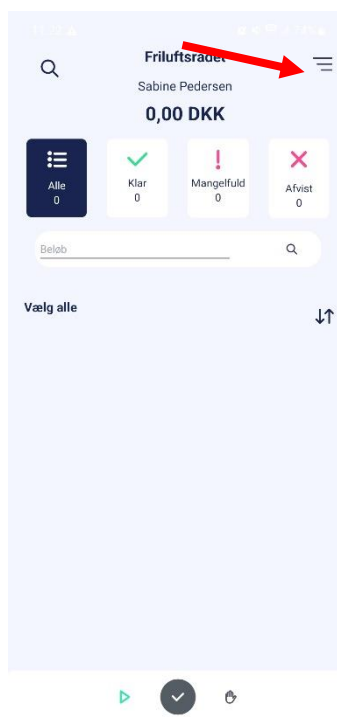 Friluftsrådet
Sabine Pedersen
0,00 DKK
Alle
0
Klar
0
Mangelfuld
0
Afvist
0
Beløb
Vælg alle